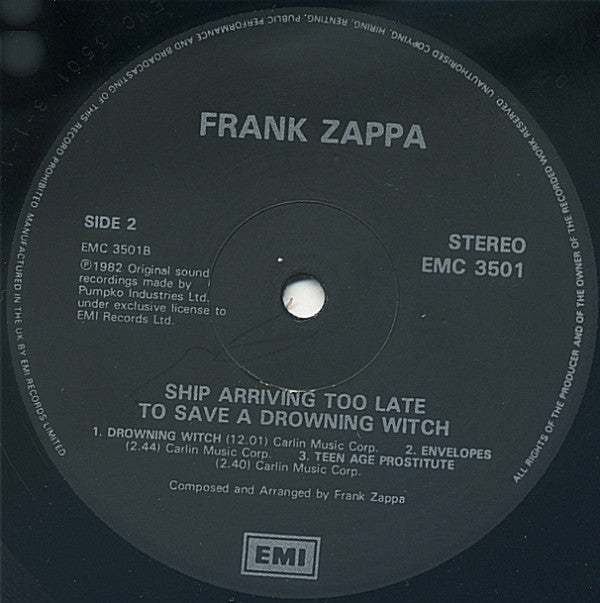 FRANK ZAPPA
SIDE 2
EMC 3501B
℗1982 Original sound
recordings made by
Pumpko Industries Ltd.
under exclusive license to
EMI Records Ltd.
STEREO
EMC 3501
SHIP ARRIVING TOO LATE
TO SAVE A DROWNING WITCH
1. DROWNING WITCH (12.01) Carlin Music Corp. 2. ENVELOPES
(2.44) Carlin Music Corp. 3. TEEN AGE PROSTITUTE
(2.40) Carlin Music Corp.
Composed and Arranged by Frank Zappa
EMI
MANUFACTURED IN THE UK BY EMI RECORDS LIMITED
ALL RIGHTS OF THE PRODUCER AND OF THE OWNER OF THE RECORDED WORK RESERVED UNAUTHORISED COPYING, HIRING, RENTING, PUBLIC PERFORMANCE AND BROADCASTING OF THIS RECORD PROHIBITED
EMC 3501 B-1-1